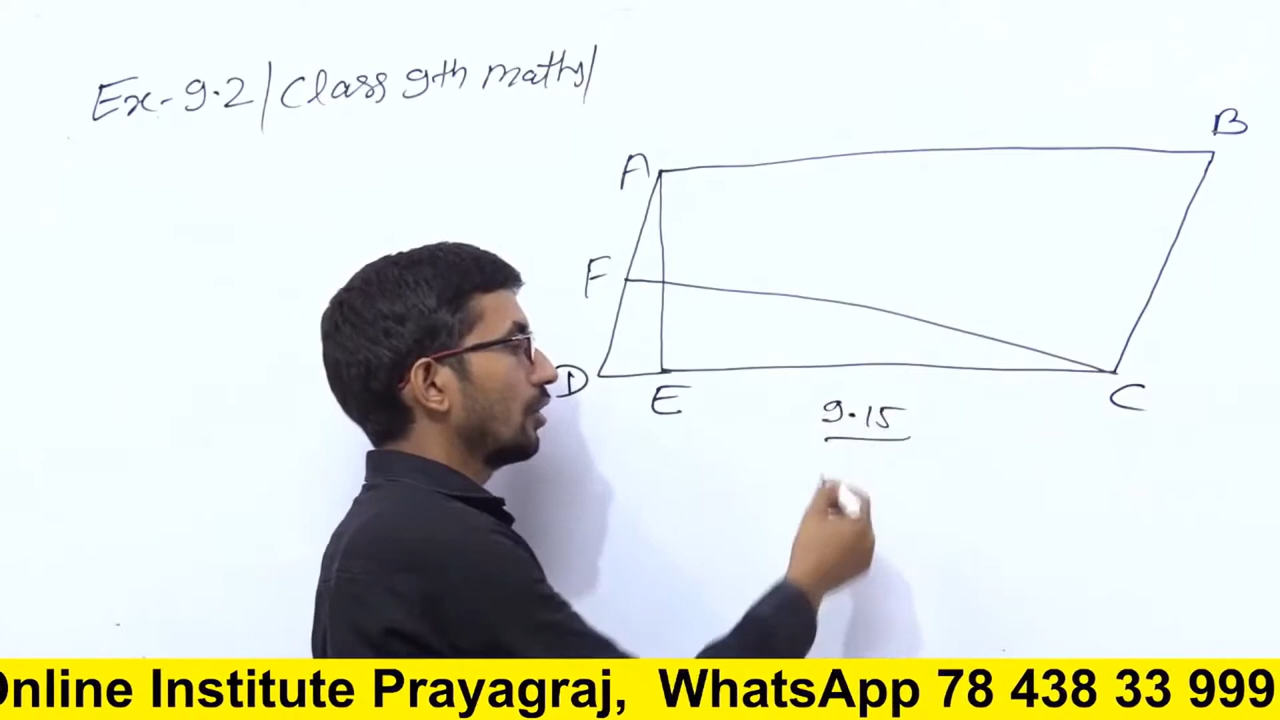 Ex-9.2/Class 9th maths/
B
A
F
D
E
C
9.15
Online Institute Prayagraj, WhatsApp 78 438 33 999